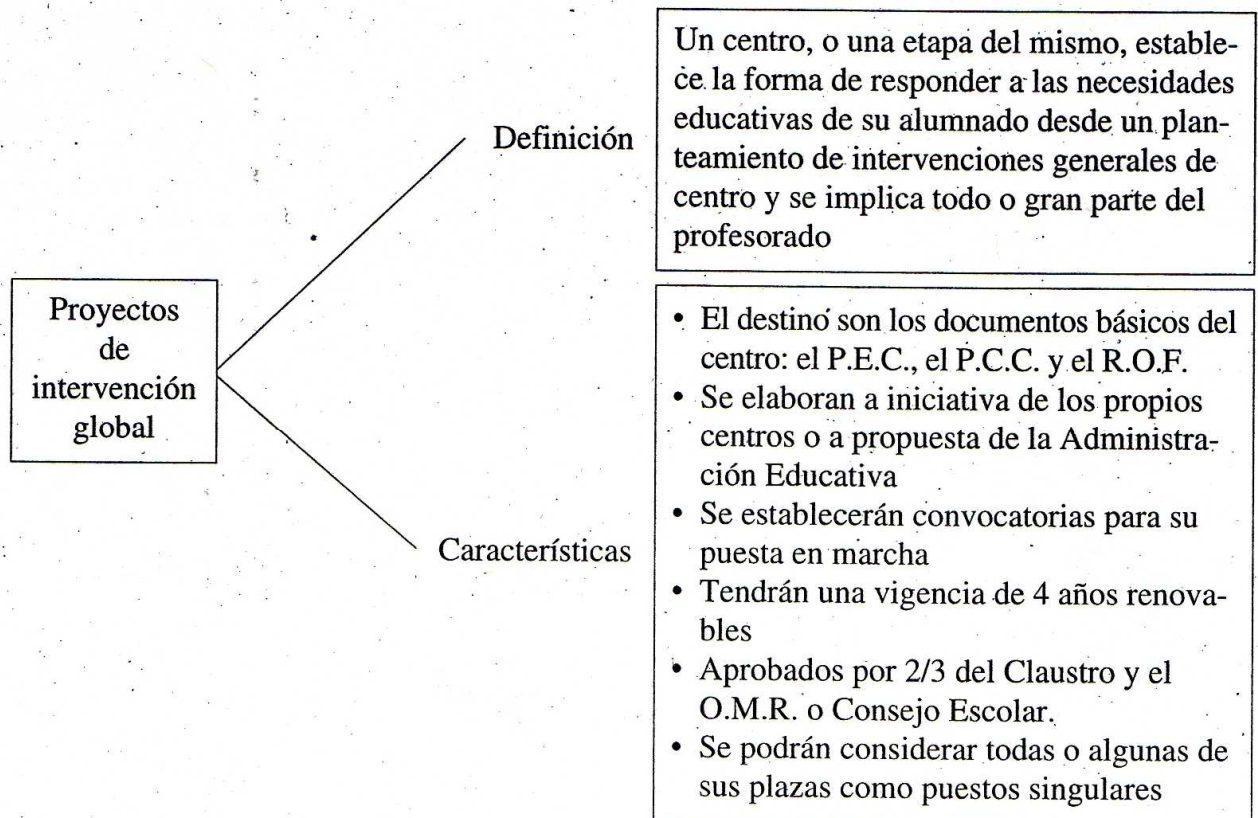 Proyectos
de
intervención
global
Definición
Un centro, o una etapa del mismo, estable-
ce la forma de responder a las necesidades
educativas de su alumnado desde un plan-
teamiento de intervenciones generales de
centro y se implica todo o gran parte del
profesorado
Características
• El destino son los documentos básicos del
centro: el P.E.C., el P.C.C. y el R.O.F.
• Se elaboran a iniciativa de los propios
centros o a propuesta de la Administra-
ción Educativa
• Se establecerán convocatorias para su
puesta en marcha
• Tendrán una vigencia de 4 años renova-
bles
• Aprobados por 2/3 del Claustro y el
O.M.R. o Consejo Escolar.
• Se podrán considerar todas o algunas de
sus plazas como puestos singulares